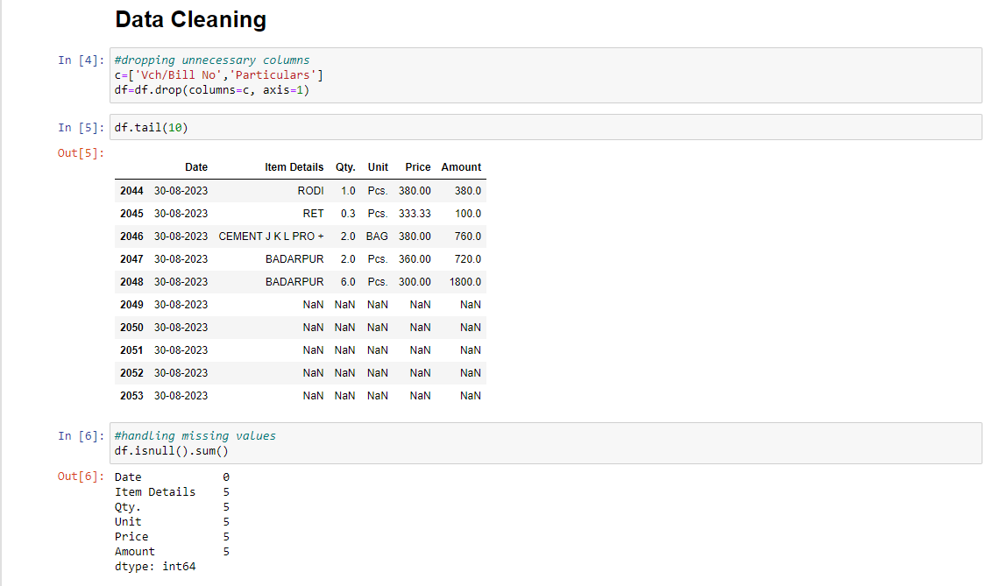 Data Cleaning
In [4]: #dropping unnecessary columns
c=['Vch/Bill No','Particulars']
df=df.drop(columns=c, axis=1)
In [5]: df.tail(10)
Out[5]:
Date Item Details Qty. Unit Price Amount
2044 30-08-2023 RODI 1.0 Pcs. 380.00 380.0
2045 30-08-2023 RET 0.3 Pcs. 333.33 100.0
2046 30-08-2023 CEMENT J K L PRO + 2.0 BAG 380.00 760.0
2047 30-08-2023 BADARPUR 2.0 Pcs. 360.00 720.0
2048 30-08-2023 BADARPUR 6.0 Pcs. 300.00 1800.0
2049 30-08-2023 NaN NaN NaN NaN NaN
2050 30-08-2023 NaN NaN NaN NaN NaN
2051 30-08-2023 NaN NaN NaN NaN NaN
2052 30-08-2023 NaN NaN NaN NaN NaN
2053 30-08-2023 NaN NaN NaN NaN NaN
In [6]: #handling missing values
df.isnull().sum()
Out[6]: Date 0
Item Details 5
Qty. 5
Unit 5
Price 5
Amount 5
dtype: int64